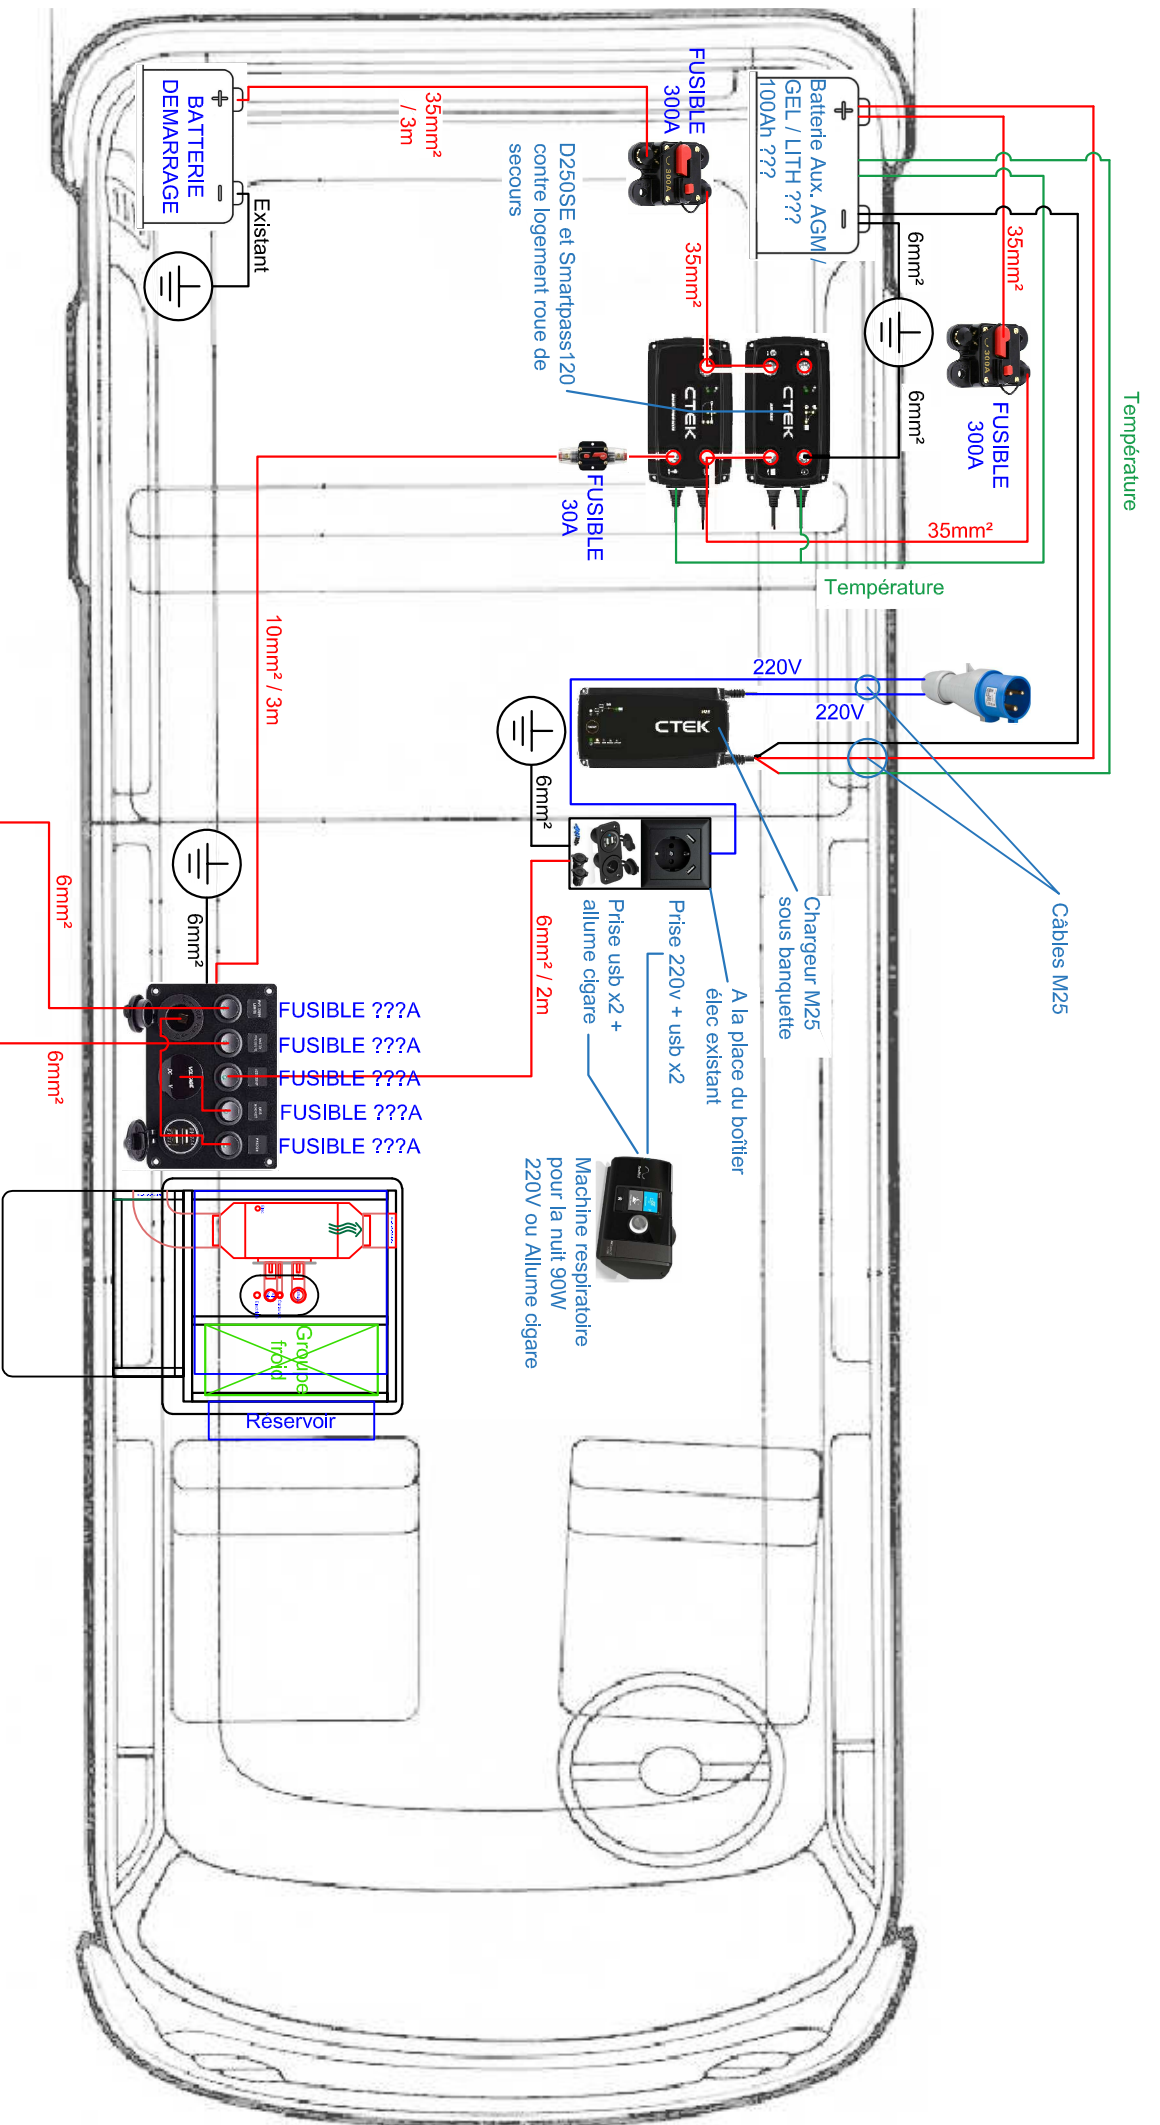 BATTERIE
DEMARRAGE
+
-
Existant
35mm²
/ 3m
FUSIBLE
300A
300A
Batterie Aux. AGM /
GEL / LITH ???
100Ah ???
+
-
6mm²
6mm²
35mm²
300A
FUSIBLE
300A
Température
D250SE et Smartpass120
contre logement roue de
secours
35mm²
CTEK
CTEK
FUSIBLE
30A
35mm²
Température
10mm² / 3m
220V
220V
CTEK
Câbles M25
Chargeur M25
sous banquette
A la place du boîtier
élec existant
Prise 220v + usb x2
Prise usb x2 +
allume cigare
6mm²
6mm² / 2m
6mm²
6mm²
6mm²
FUSIBLE ???A
FUSIBLE ???A
FUSIBLE ???A
FUSIBLE ???A
FUSIBLE ???A
Machine respiratoire
pour la nuit 90W
220V ou Allume cigare
Groupe
froid
Réservoir